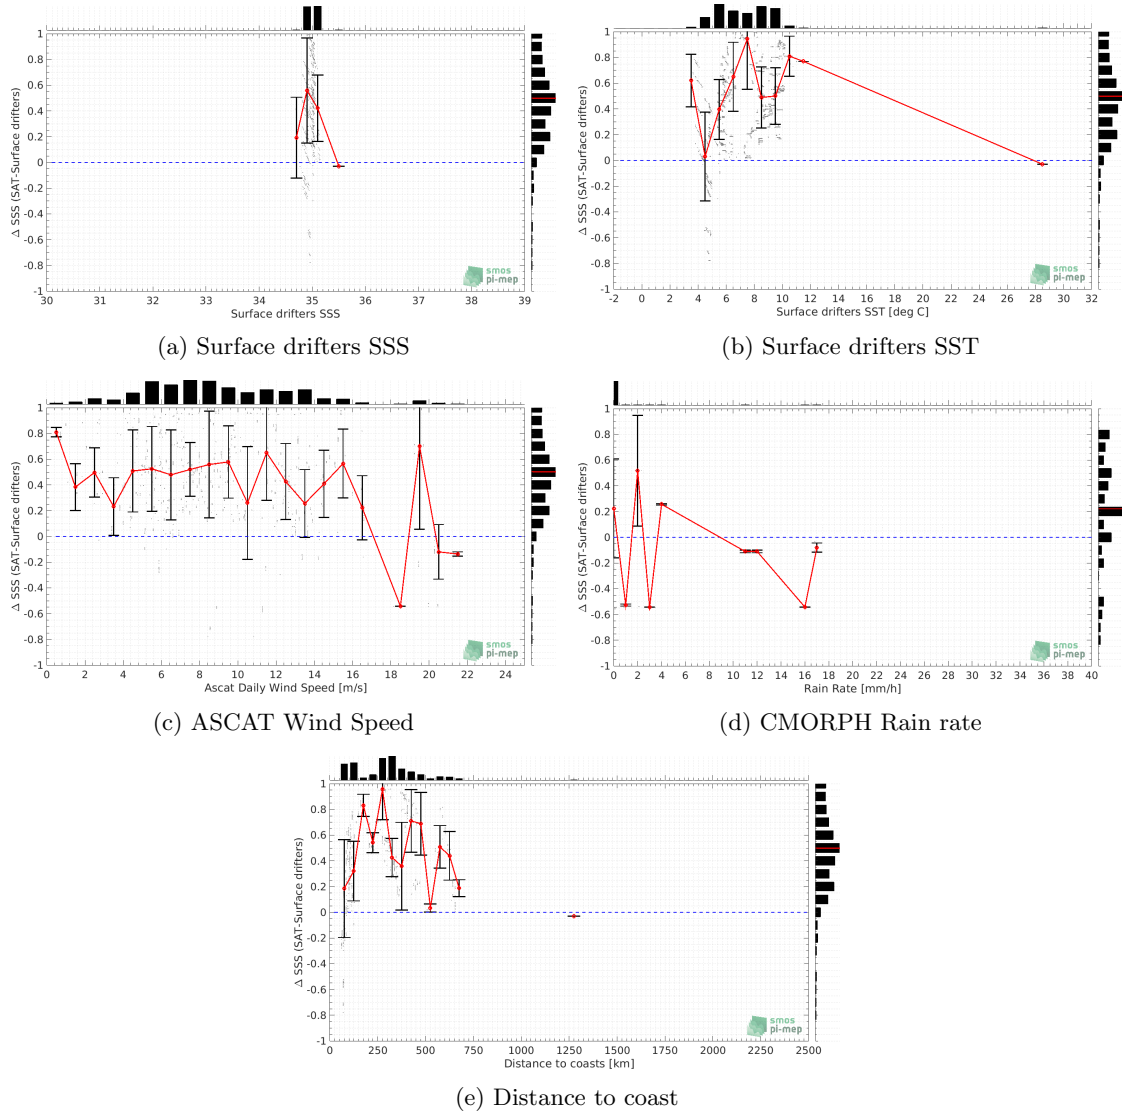 Δ SSS (SAT-Surface drifters)
1
0.8
0.6
0.4
0.2
0
-0.2
-0.4
-0.6
-0.8
-1
30 31 32 33 34 35 36 37 38 39
Surface drifters SSS
smos
pi-mep
(a) Surface drifters SSS
Δ SSS (SAT-Surface drifters)
1
0.8
0.6
0.4
0.2
0
-0.2
-0.4
-0.6
-0.8
-1
-2 0 2 4 6 8 10 12 14 16 18 20 22 24 26 28 30 32
Surface drifters SST [deg C]
smos
pi-mep
(b) Surface drifters SST
Δ SSS (SAT-Surface drifters)
1
0.8
0.6
0.4
0.2
0
-0.2
-0.4
-0.6
-0.8
-1
0 2 4 6 8 10 12 14 16 18 20 22 24
Ascat Daily Wind Speed [m/s]
smos
pi-mep
(c) ASCAT Wind Speed
Δ SSS (SAT-Surface drifters)
1
0.8
0.6
0.4
0.2
0
-0.2
-0.4
-0.6
-0.8
-1
0 2 4 6 8 10 12 14 16 18 20 22 24 26 28 30 32 34 36 38 40
Rain Rate [mm/h]
smos
pi-mep
(d) CMORPH Rain rate
Δ SSS (SAT-Surface drifters)
1
0.8
0.6
0.4
0.2
0
-0.2
-0.4
-0.6
-0.8
-1
0 250 500 750 1000 1250 1500 1750 2000 2250 2500
Distance to coasts [km]
smos
pi-mep
(e) Distance to coast